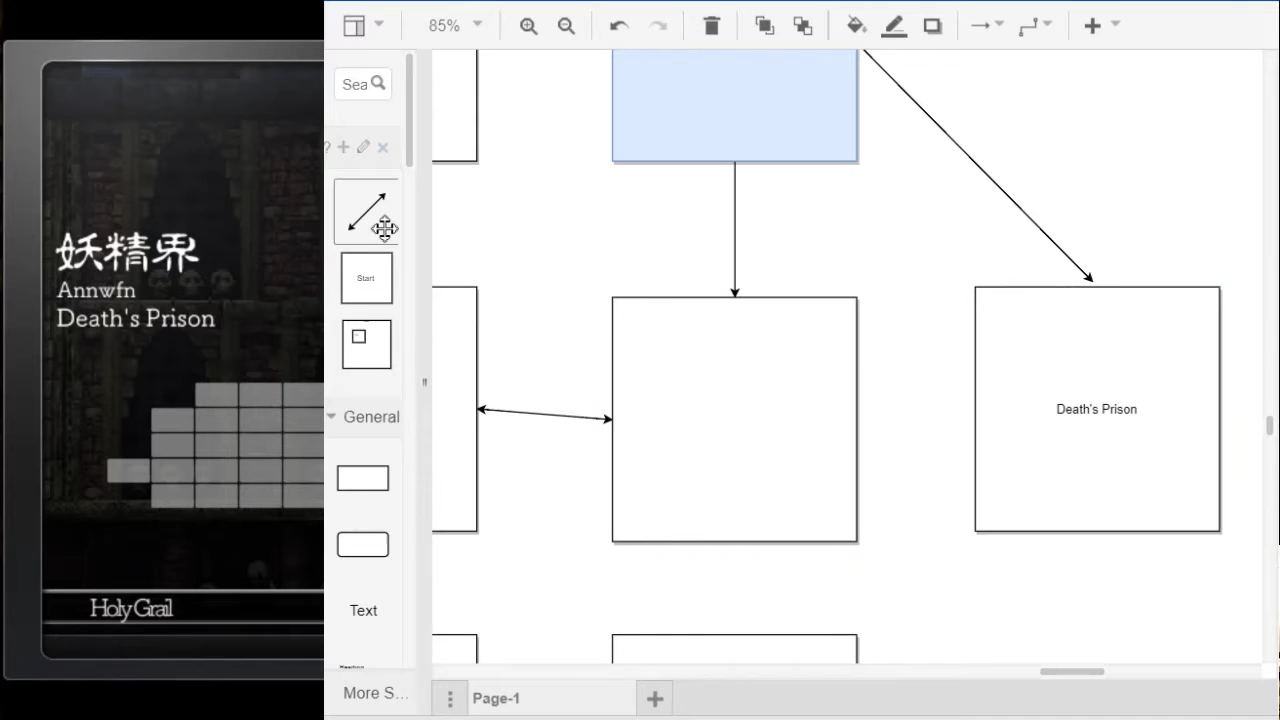 妖精界
Annwfn
Death's Prison
Holy Grail
85%
Sea
?
Start
General
Text
More S...
Page-1
Death's Prison